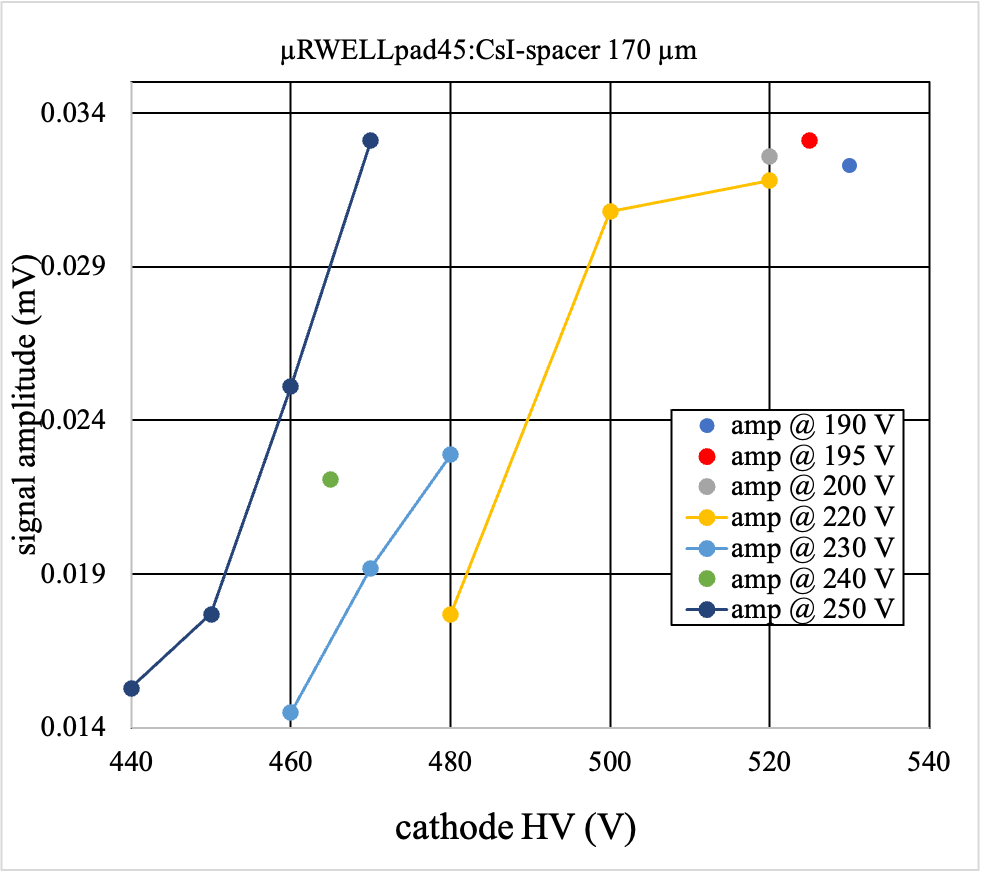 µRWELLpad45:CsI-spacer 170 µm
0.034
0.029
0.024
0.019
0.014
signal amplitude (mV)
amp @ 190 V
amp @ 195 V
amp @ 200 V
amp @ 220 V
amp @ 230 V
amp @ 240 V
amp @ 250 V
440 460 480 500 520 540
cathode HV (V)